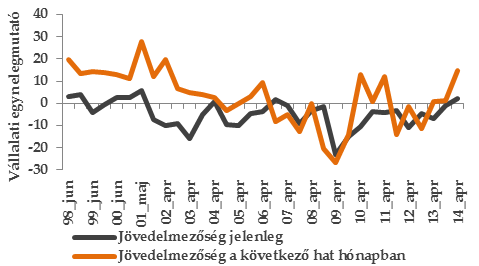 Vállalati egyenlegmutató
40
30
20
10
0
-10
-20
-30
98_jun
99_jun
00_jun
01_maj
02_apr
03_apr
04_apr
05_apr
06_apr
07_apr
08_apr
09_apr
10_apr
11_apr
12_apr
13_apr
14_apr
Jövedelmezőség jelenleg
Jövedelmezőség a következő hat hónapban